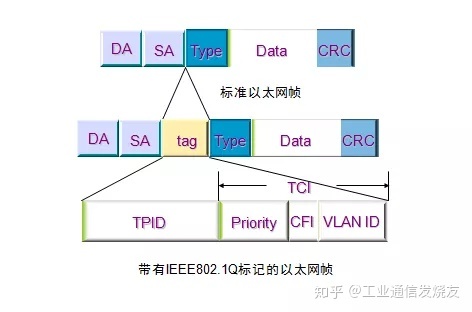 DA SA Type Data CRC
标准以太网帧
DA SA tag Type Data CRC
TCI
TPID Priority CFI VLAN ID
带有IEEE802.1Q标记的以太网帧
知乎 @工业通信发烧友